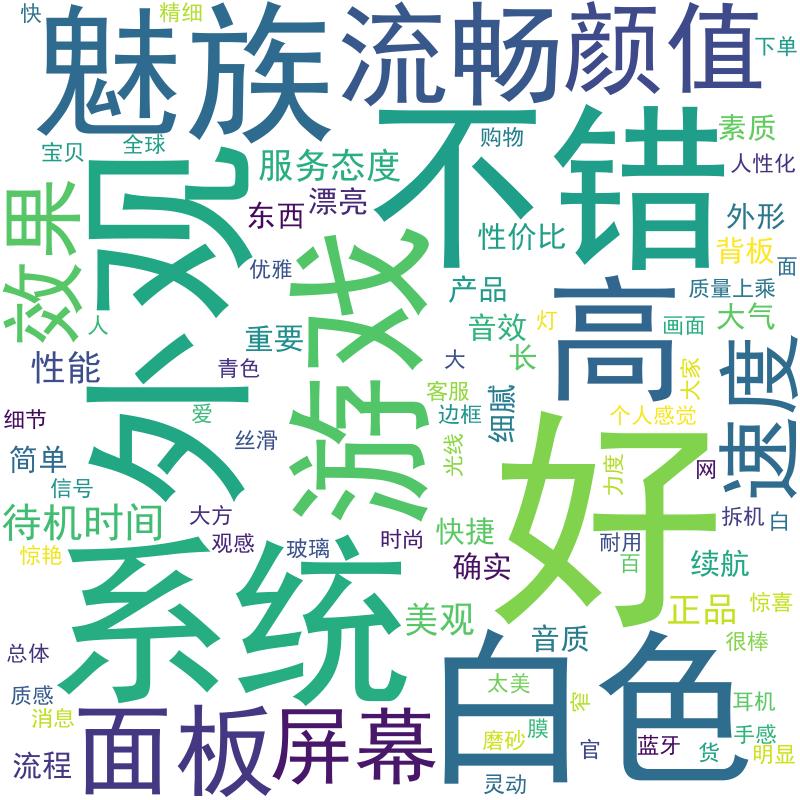 快
精细
魅族
流畅
颜值
下单
宝贝
全球
购物
素质
服务态度
不错
人性化
效果
外观
东西
漂亮
性价比
外形
背板
面
优雅
产品
质量上乘
人
游戏
重要
音效
灯
高
画面
大气
性能
青色
大
长
速度
细节
爱
客服
边框
细腻
大家
个人感觉
简单
丝滑
光线
好
力度
网
信号
待机时间
大方
快捷
拆机
白
惊艳
观感
玻璃
时尚
确实
耐用
百
续航
系统
美观
正品
惊喜
总体
音质
很棒
质感
消息
太美
窄
耳机
面板
屏幕
白色
膜
手感
磨砂
官
蓝牙
货
明显
流程
灵动